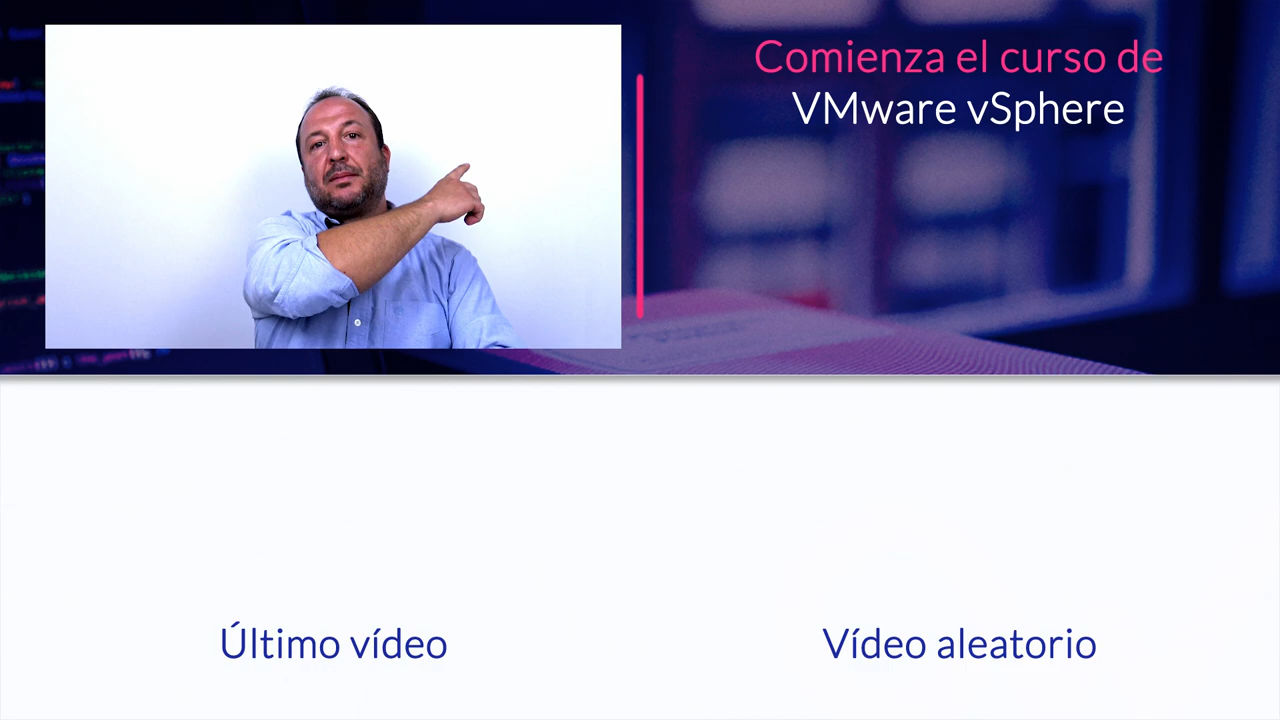 Comienza el curso de
VMware vSphere
Último vídeo
Vídeo aleatorio